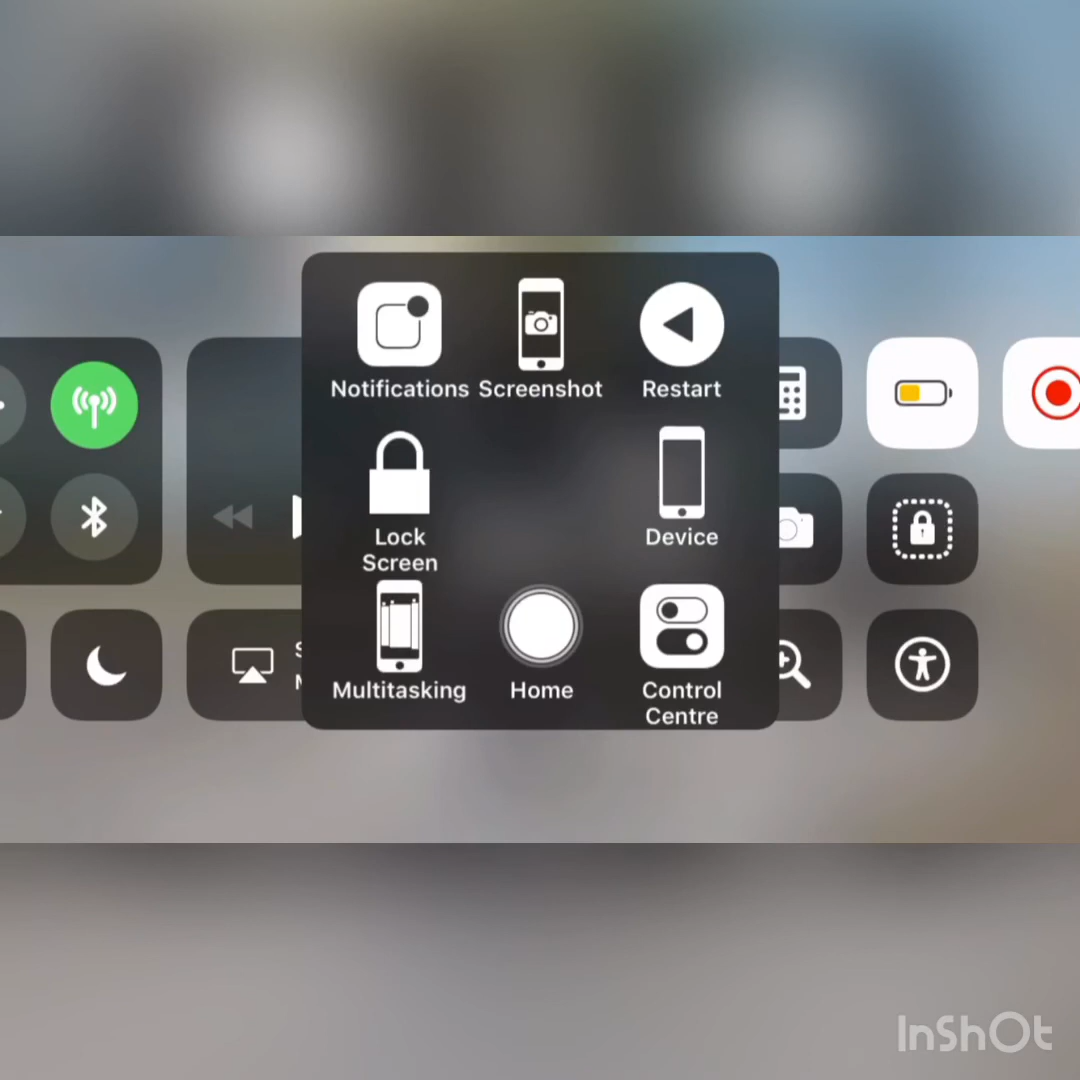 Notifications Screenshot Restart
Lock
Screen
Device
S
M
Multitasking Home Control
Centre
InShOt